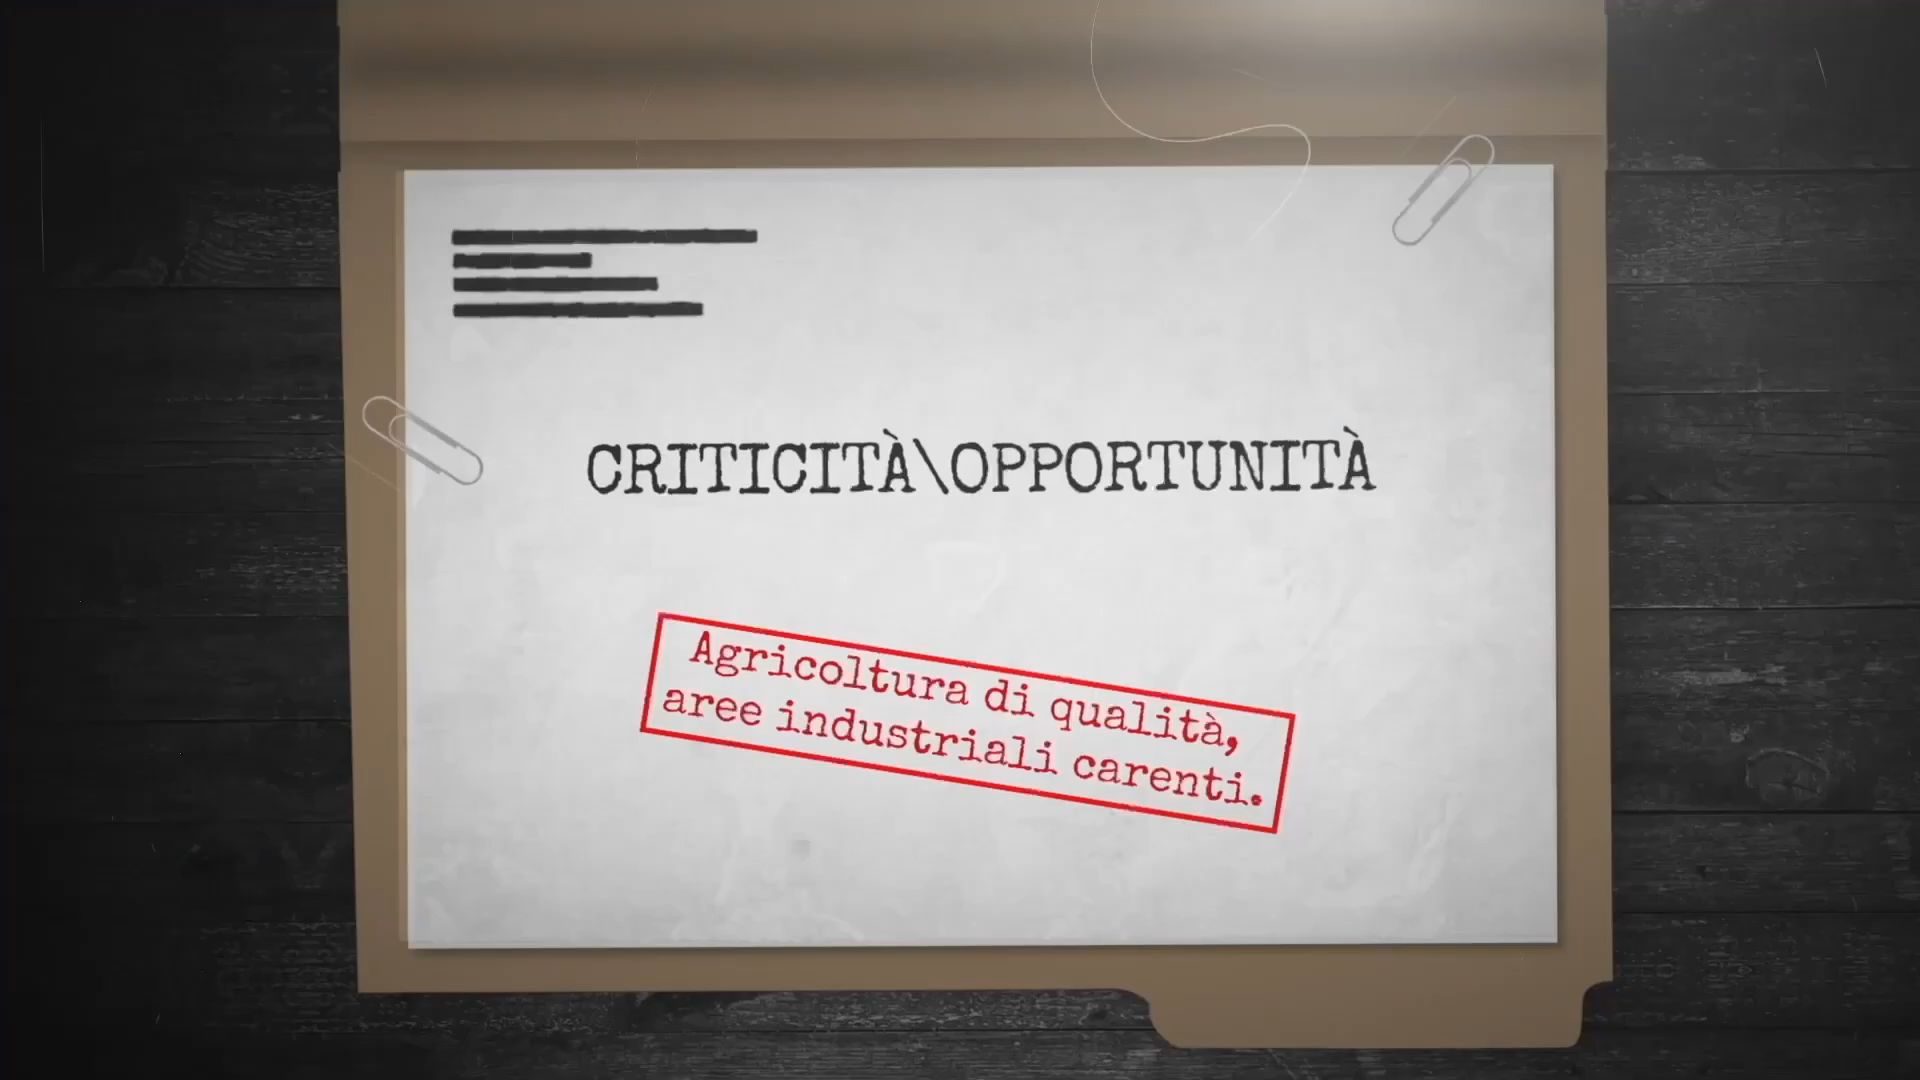 CRITICITÀ\OPPORTUNITÀ
Agricoltura di qualità,
aree industriali carenti.